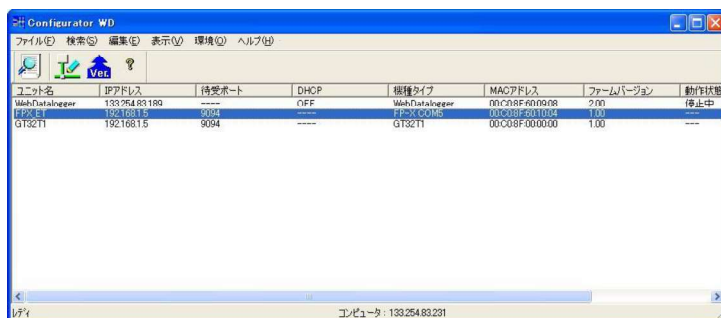 Configurator WD
ファイル(F) 検索(S) 編集(E) 表示(V) 環境(O) ヘルプ(H)
Ver. ?
ユニット名 IPアドレス 待受ポート DHCP 機種タイプ MACアドレス ファームバージョン 動作状態
WebDatalogger 133.254.83.189 ---- OFF WebDatalogger 00:C0:8F:60:09:08 2.00 停止中
FPX ET 192.168.1.5 9094 ---- FP-X COM5 00:C0:8F:60:10:04 1.00 ---
GT32T1 192.168.1.5 9094 ---- GT32T1 00:C0:8F:00:00:00 1.00 ---
レディ コンピュータ : 133.254.83.231